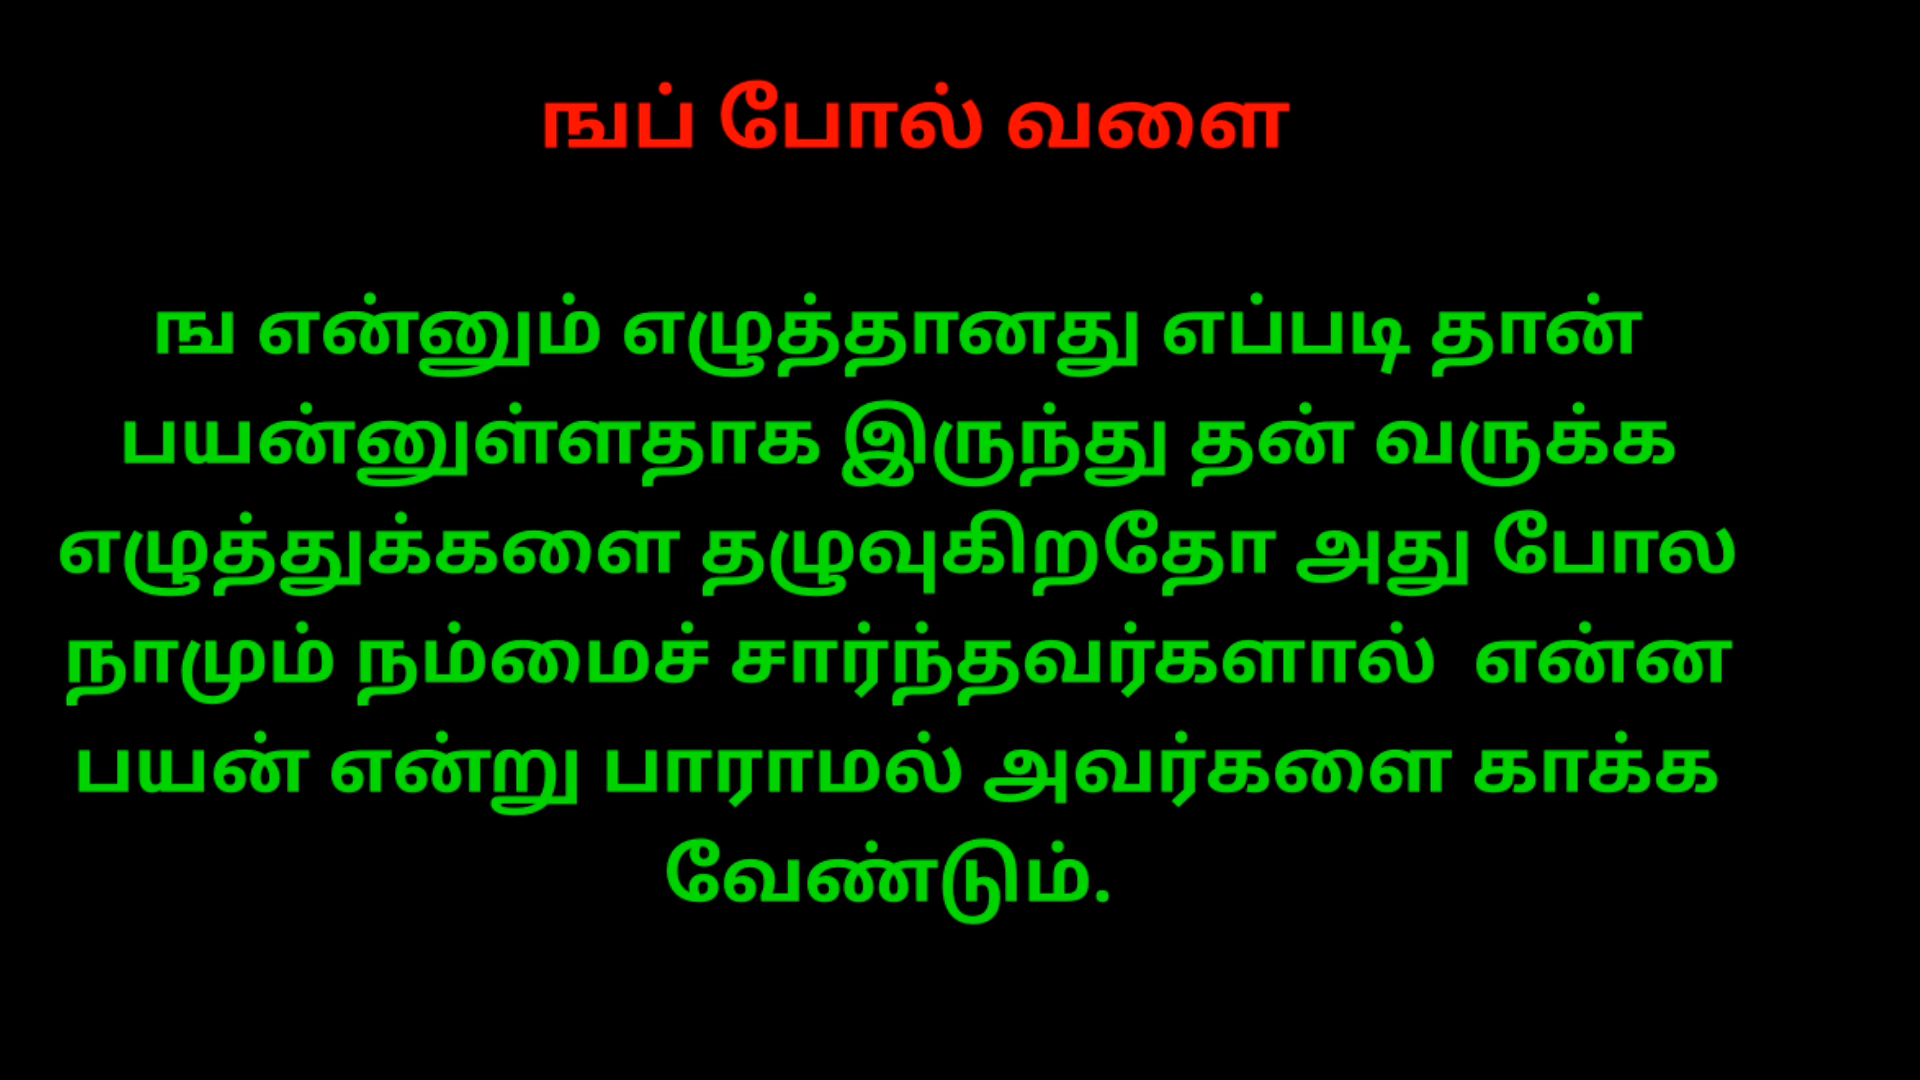 ஙப் போல் வளை
ங என்னும் எழுத்தானது எப்படி தான்
பயன்னுள்ளதாக இருந்து தன் வருக்க
எழுத்துக்களை தழுவுகிறதோ அது போல
நாமும் நம்மைச் சார்ந்தவர்களால் என்ன
பயன் என்று பாராமல் அவர்களை காக்க
வேண்டும்.